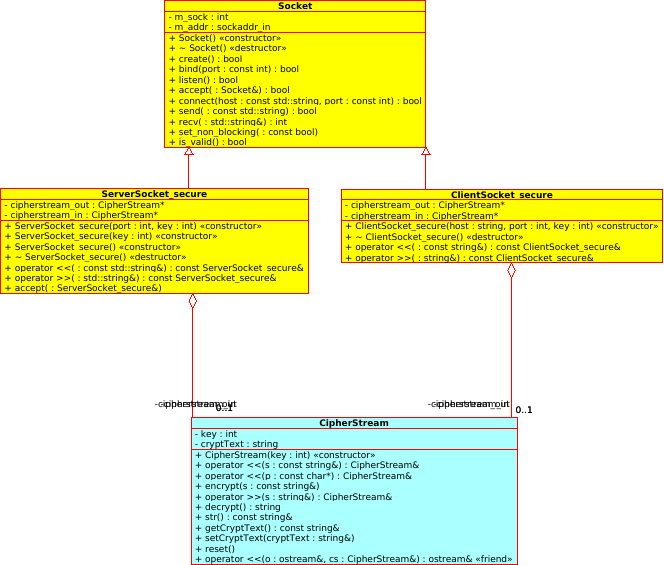 Socket
- m_sock : int
- m_addr : sockaddr_in
+ Socket() «constructor»
+ ~ Socket() «destructor»
+ create() : bool
+ bind(port : const int) : bool
+ listen() : bool
+ accept( : Socket&) : bool
+ connect(host : const std::string, port : const int) : bool
+ send( : const std::string) : bool
+ recv( : std::string&) : int
+ set_non_blocking( : const bool)
+ is_valid() : bool
ServerSocket_secure
- cipherstream_out : CipherStream*
- cipherstream_in : CipherStream*
+ ServerSocket_secure(port : int, key : int) «constructor»
+ ServerSocket_secure(key : int) «constructor»
+ ServerSocket_secure() «constructor»
+ ~ ServerSocket_secure() «destructor»
+ operator <<( : const std::string&) : const ServerSocket_secure&
+ operator >>( : std::string&) : const ServerSocket_secure&
+ accept( : ServerSocket_secure&)
ClientSocket_secure
- cipherstream_out : CipherStream*
- cipherstream_in : CipherStream*
+ ClientSocket_secure(host : string, port : int, key : int) «constructor»
+ ~ ClientSocket_secure() «destructor»
+ operator <<( : const string&) : const ClientSocket_secure&
+ operator >>( : string&) : const ClientSocket_secure&
0..1
0..1
CipherStream
- key : int
- cryptText : string
+ CipherStream(key : int) «constructor»
+ operator <<(s : const string&) : CipherStream&
+ operator <<(p : const char*) : CipherStream&
+ encrypt(s : const string&)
+ operator >>(s : string&) : CipherStream&
+ decrypt() : string
+ str() : const string&
+ getCryptText() : const string&
+ setCryptText(cryptText : string&)
+ reset()
+ operator <<(o : ostream&, cs : CipherStream&) : ostream& «friend»